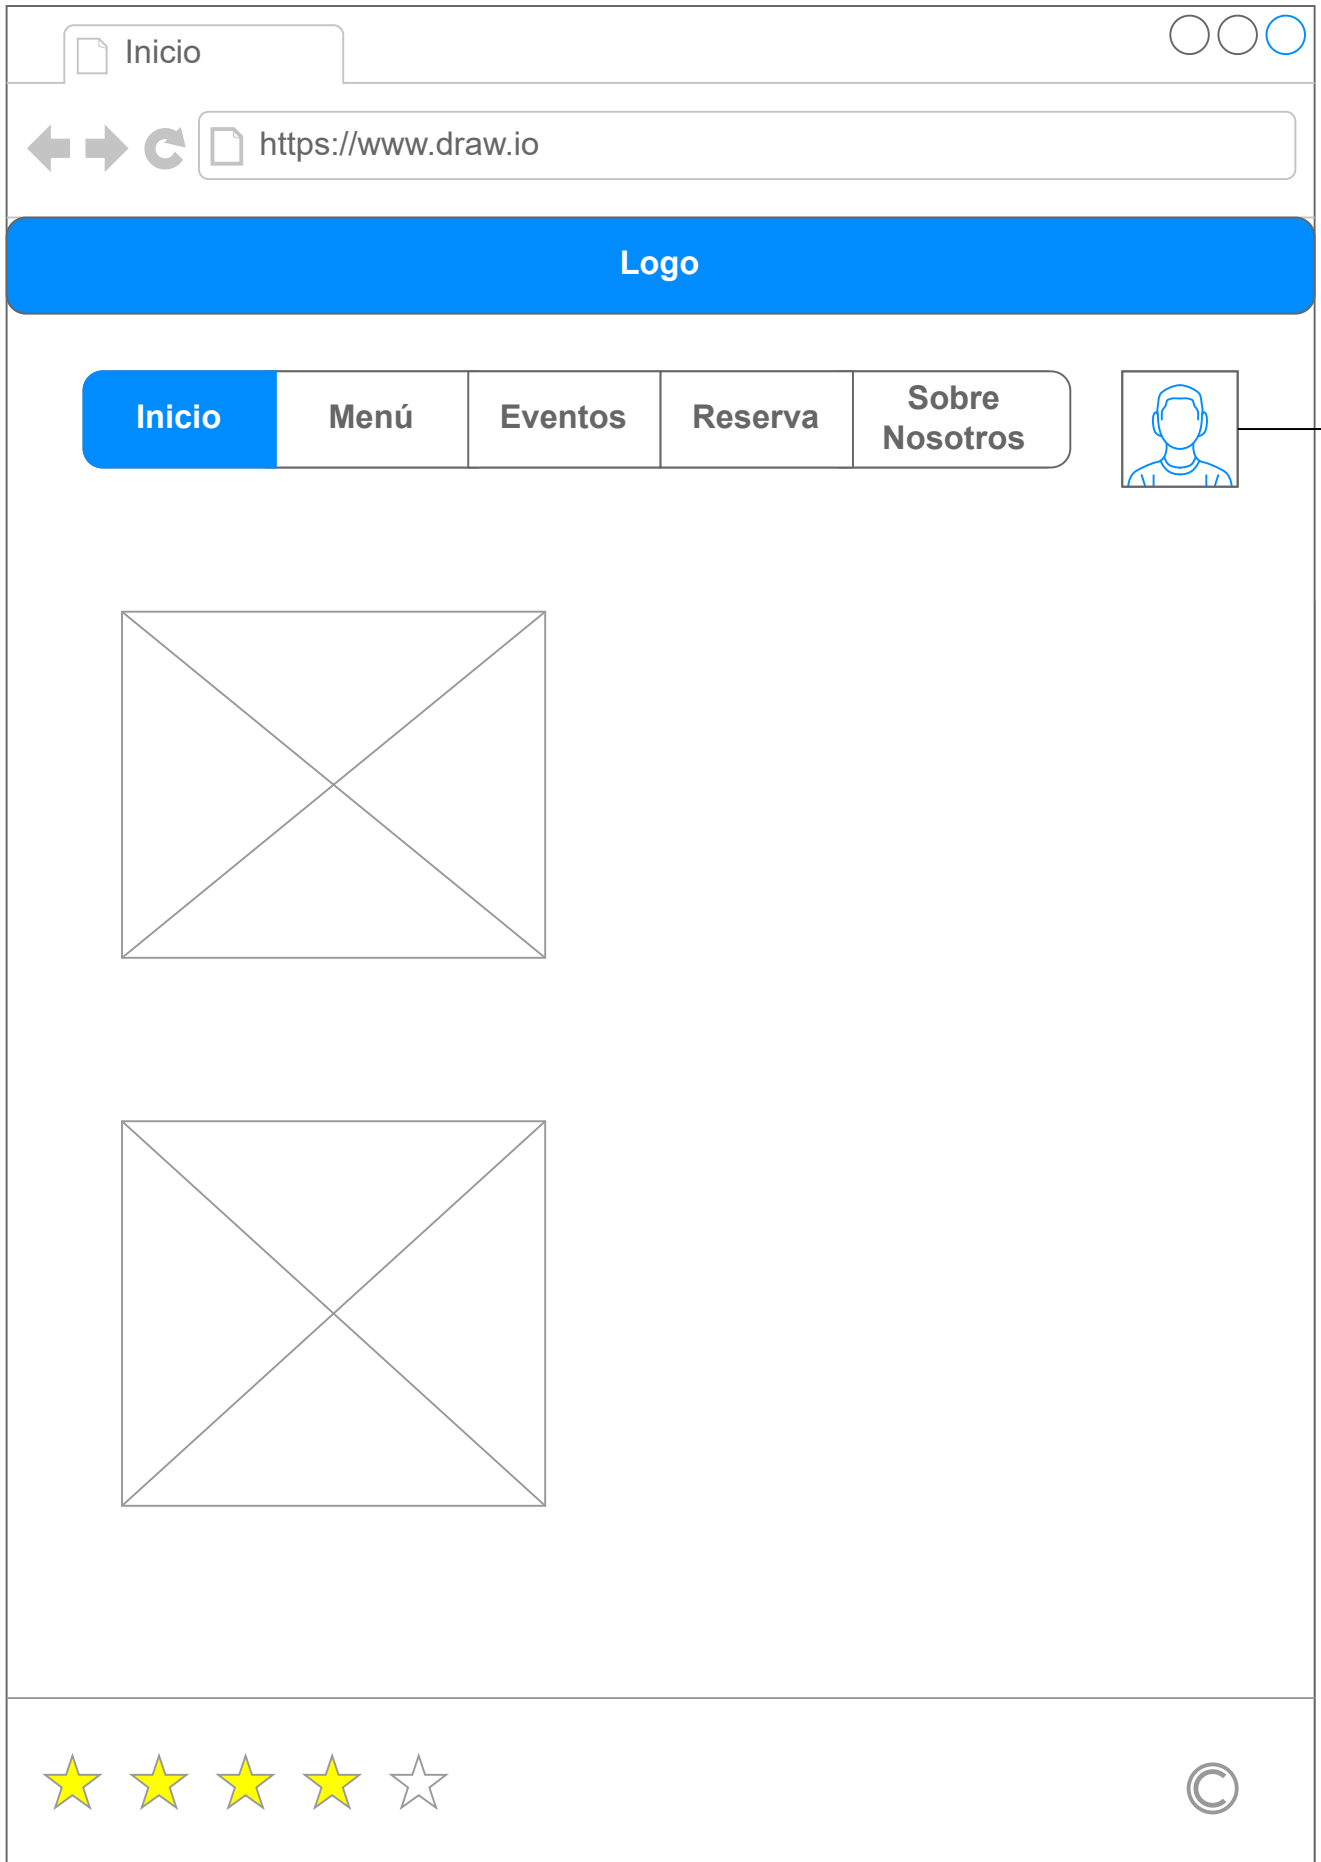 Inicio
https://www.draw.io
Logo
Inicio
Menú
Eventos
Reserva
Sobre
Nosotros
©